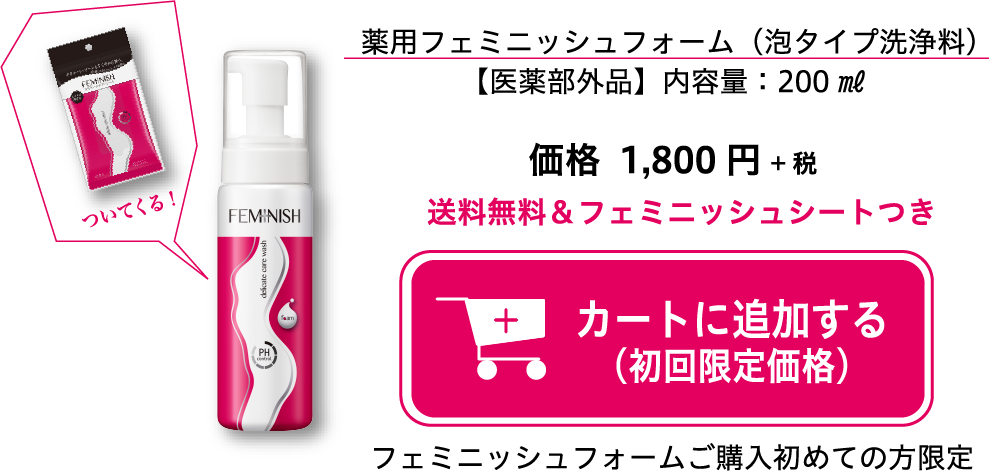 薬用フェミニッシュフォーム（泡タイプ洗浄料）
【医薬部外品】内容量：200 ㎖
価格 1,800 円 + 税
送料無料＆フェミニッシュシートつき
カートに追加する
（初回限定価格）
フェミニッシュフォームご購入初めての方限定
FEMINISH
ついてくる！
FEMINISH
delicate care wash
foam
PH
control